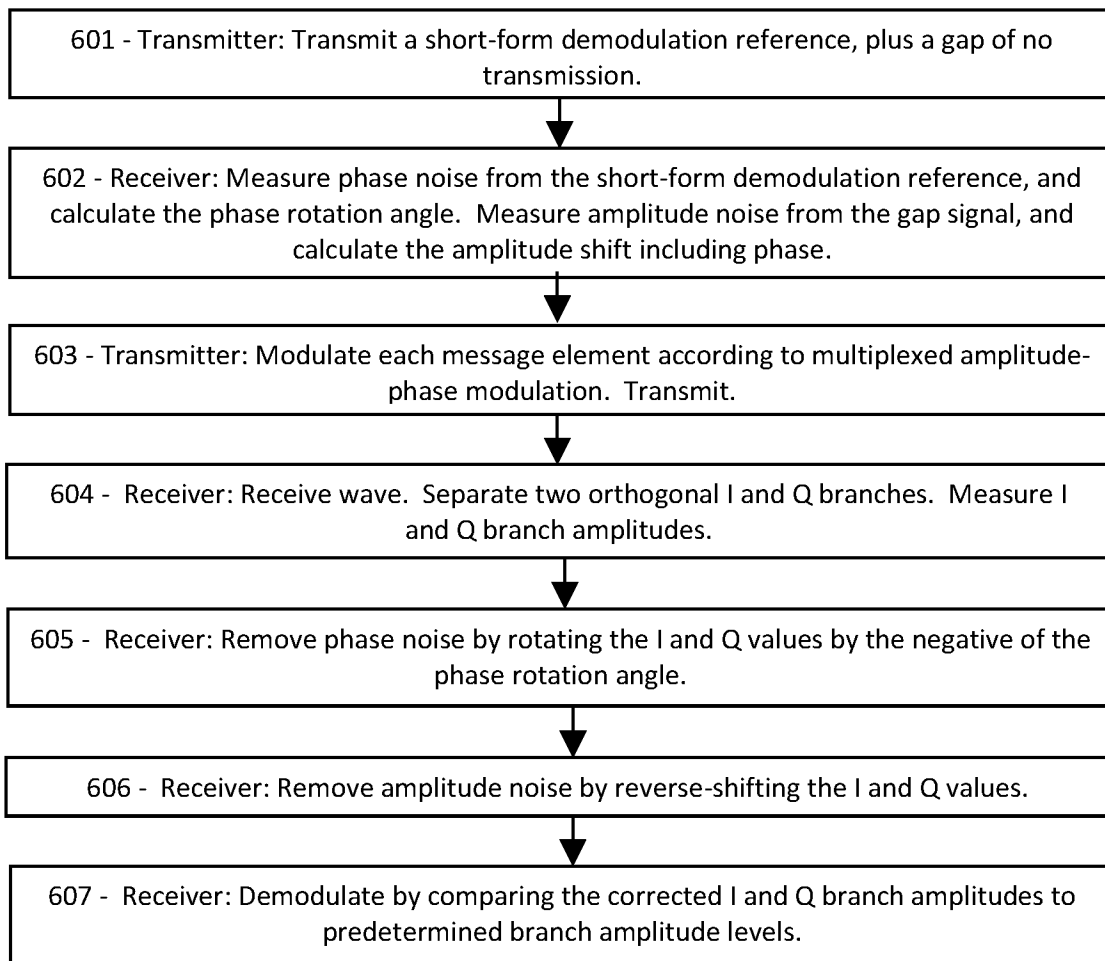 601 - Transmitter: Transmit a short-form demodulation reference, plus a gap of no
transmission.
602 - Receiver: Measure phase noise from the short-form demodulation reference, and
calculate the phase rotation angle.  Measure amplitude noise from the gap signal, and
calculate the amplitude shift including phase.
603 - Transmitter: Modulate each message element according to multiplexed amplitude-
phase modulation.  Transmit.
604 -  Receiver: Receive wave.  Separate two orthogonal I and Q branches.  Measure I
and Q branch amplitudes.
605 -  Receiver: Remove phase noise by rotating the I and Q values by the negative of the
phase rotation angle.
606 -  Receiver: Remove amplitude noise by reverse-shifting the I and Q values.
607 -  Receiver: Demodulate by comparing the corrected I and Q branch amplitudes to
predetermined branch amplitude levels.